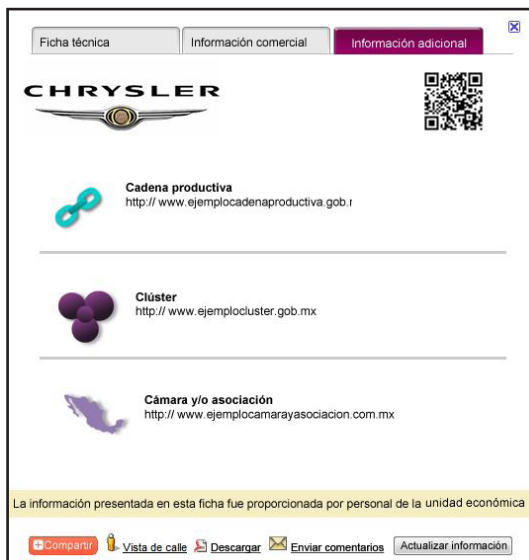 Ficha técnica
Información comercial
Información adicional
CHRYSLER
Cadena productiva
http:// www.ejemplocadenaproductiva.gob.r
Clúster
http:// www.ejemplocluster.gob.mx
Cámara y/o asociación
http:// www.ejemplocamarayasociacion.com.mx
La información presentada en esta ficha fue proporcionada por personal de la unidad económica
Compartir Vista de calle Descargar Enviar comentarios Actualizar información